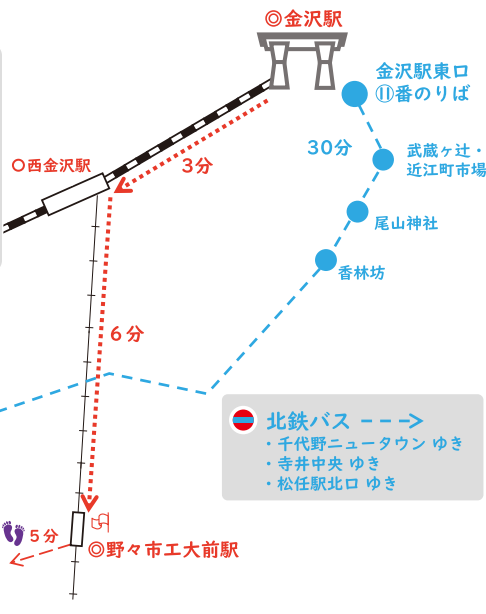 ◎金沢駅
金沢駅東口
⑪番のりば
30分
武蔵ヶ辻・
近江町市場
○西金沢駅
3分
尾山神社
香林坊
6分
北鉄バス
・千代野ニュータウン ゆき
・寺井中央 ゆき
・松任駅北口 ゆき
5分
◎野々市工大前駅